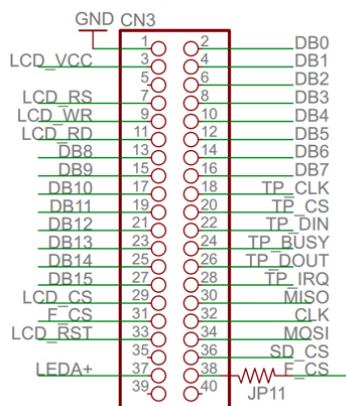 GND CN3
1 2 DB0
LCD_VCC 3 4 DB1
5 6 DB2
LCD_RS 7 8 DB3
LCD_WR 9 10 DB4
LCD_RD 11 12 DB5
DB8 13 14 DB6
DB9 15 16 DB7
DB10 17 18 TP_CLK
DB11 19 20 TP_CS
DB12 21 22 TP_DIN
DB13 23 24 TP_BUSY
DB14 25 26 TP_DOUT
DB15 27 28 TP_IRQ
LCD_CS 29 30 MISO
F_CS 31 32 CLK
LCD_RST 33 34 MOSI
35 36 SD_CS
LEDA+ 37 38 F_CS
39 40 JP11